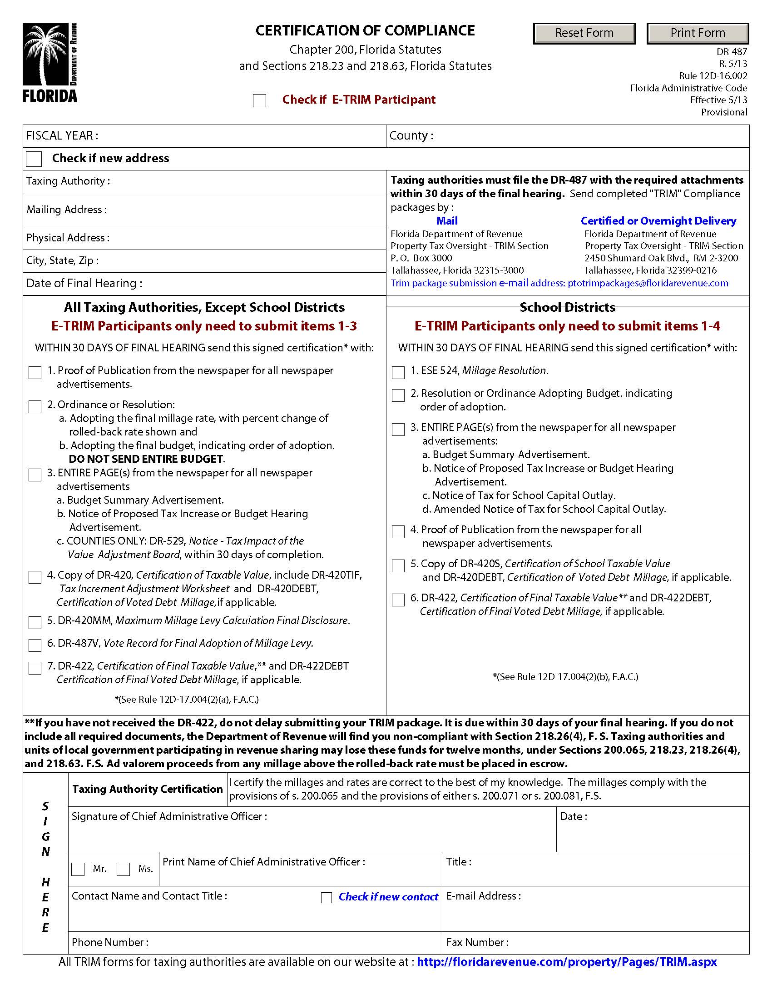 DEPARTMENT OF REVENUE
FLORIDA
CERTIFICATION OF COMPLIANCE
Chapter 200, Florida Statutes
and Sections 218.23 and 218.63, Florida Statutes
Check if E-TRIM Participant
Reset Form
Print Form
DR-487
R. 5/13
Rule 12D-16.002
Florida Administrative Code
Effective 5/13
Provisional
FISCAL YEAR :
County :
Check if new address
Taxing Authority :
Mailing Address :
Physical Address :
City, State, Zip :
Date of Final Hearing :
Taxing authorities must file the DR-487 with the required attachments
within 30 days of the final hearing. Send completed "TRIM" Compliance
packages by :
Mail
Florida Department of Revenue
Property Tax Oversight - TRIM Section
P. O. Box 3000
Tallahassee, Florida 32315-3000
Certified or Overnight Delivery
Florida Department of Revenue
Property Tax Oversight - TRIM Section
2450 Shumard Oak Blvd., RM 2-3200
Tallahassee, Florida 32399-0216
Trim package submission e-mail address: ptotrimpackages@floridarevenue.com
All Taxing Authorities, Except School Districts
E-TRIM Participants only need to submit items 1-3
WITHIN 30 DAYS OF FINAL HEARING send this signed certification* with:
1. Proof of Publication from the newspaper for all newspaper
advertisements.
2. Ordinance or Resolution:
a. Adopting the final millage rate, with percent change of
rolled-back rate shown and
b. Adopting the final budget, indicating order of adoption.
DO NOT SEND ENTIRE BUDGET.
3. ENTIRE PAGE(s) from the newspaper for all newspaper
advertisements
a. Budget Summary Advertisement.
b. Notice of Proposed Tax Increase or Budget Hearing
Advertisement.
c. COUNTIES ONLY: DR-529, Notice - Tax Impact of the
Value Adjustment Board, within 30 days of completion.
4. Copy of DR-420, Certification of Taxable Value, include DR-420TIF,
Tax Increment Adjustment Worksheet and DR-420DEBT,
Certification of Voted Debt Millage,if applicable.
5. DR-420MM, Maximum Millage Levy Calculation Final Disclosure.
6. DR-487V, Vote Record for Final Adoption of Millage Levy.
7. DR-422, Certification of Final Taxable Value,** and DR-422DEBT
Certification of Final Voted Debt Millage, if applicable.
*(See Rule 12D-17.004(2)(a), F.A.C.)
School Districts
E-TRIM Participants only need to submit items 1-4
WITHIN 30 DAYS OF FINAL HEARING send this signed certification* with:
1. ESE 524, Millage Resolution.
2. Resolution or Ordinance Adopting Budget, indicating
order of adoption.
3. ENTIRE PAGE(s) from the newspaper for all newspaper
advertisements:
a. Budget Summary Advertisement.
b. Notice of Proposed Tax Increase or Budget Hearing
Advertisement.
c. Notice of Tax for School Capital Outlay.
d. Amended Notice of Tax for School Capital Outlay.
4. Proof of Publication from the newspaper for all
newspaper advertisements.
5. Copy of DR-420S, Certification of School Taxable Value
and DR-420DEBT, Certification of Voted Debt Millage, if applicable.
6. DR-422, Certification of Final Taxable Value** and DR-422DEBT,
Certification of Final Voted Debt Millage, if applicable.
*(See Rule 12D-17.004(2)(b), F.A.C.)
**If you have not received the DR-422, do not delay submitting your TRIM package. It is due within 30 days of your final hearing. If you do not
include all required documents, the Department of Revenue will find you non-compliant with Section 218.26(4), F. S. Taxing authorities and
units of local government participating in revenue sharing may lose these funds for twelve months, under Sections 200.065, 218.23, 218.26(4),
and 218.63. F.S. Ad valorem proceeds from any millage above the rolled-back rate must be placed in escrow.
SIGN HERE
Taxing Authority Certification
I certify the millages and rates are correct to the best of my knowledge. The millages comply with the
provisions of s. 200.065 and the provisions of either s. 200.071 or s. 200.081, F.S.
Signature of Chief Administrative Officer :
Date :
Mr. Ms.
Print Name of Chief Administrative Officer :
Title :
Contact Name and Contact Title :
Check if new contact
E-mail Address :
Phone Number :
Fax Number :
All TRIM forms for taxing authorities are available on our website at : http://floridarevenue.com/property/Pages/TRIM.aspx